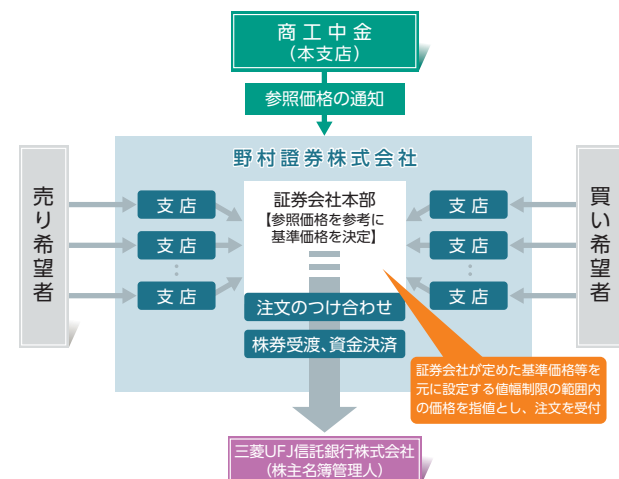 商工中金
（本支店）
参照価格の通知
野村證券株式会社
売り希望者
支店
支店
⋮
支店
証券会社本部
【参照価格を参考に
基準価格を決定】
注文のつけ合わせ
株券受渡、資金決済
支店
支店
⋮
支店
買い希望者
証券会社が定めた基準価格等を
元に設定する値幅制限の範囲内
の価格を指値とし、注文を受付
三菱UFJ信託銀行株式会社
（株主名簿管理人）